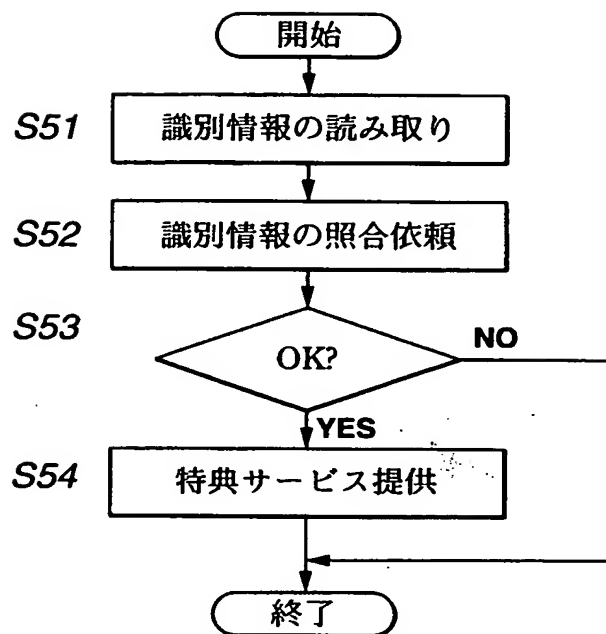 開始
S51
識別情報の読み取り
S52
識別情報の照合依頼
S53
OK?
NO
YES
S54
特典サービス提供
終了